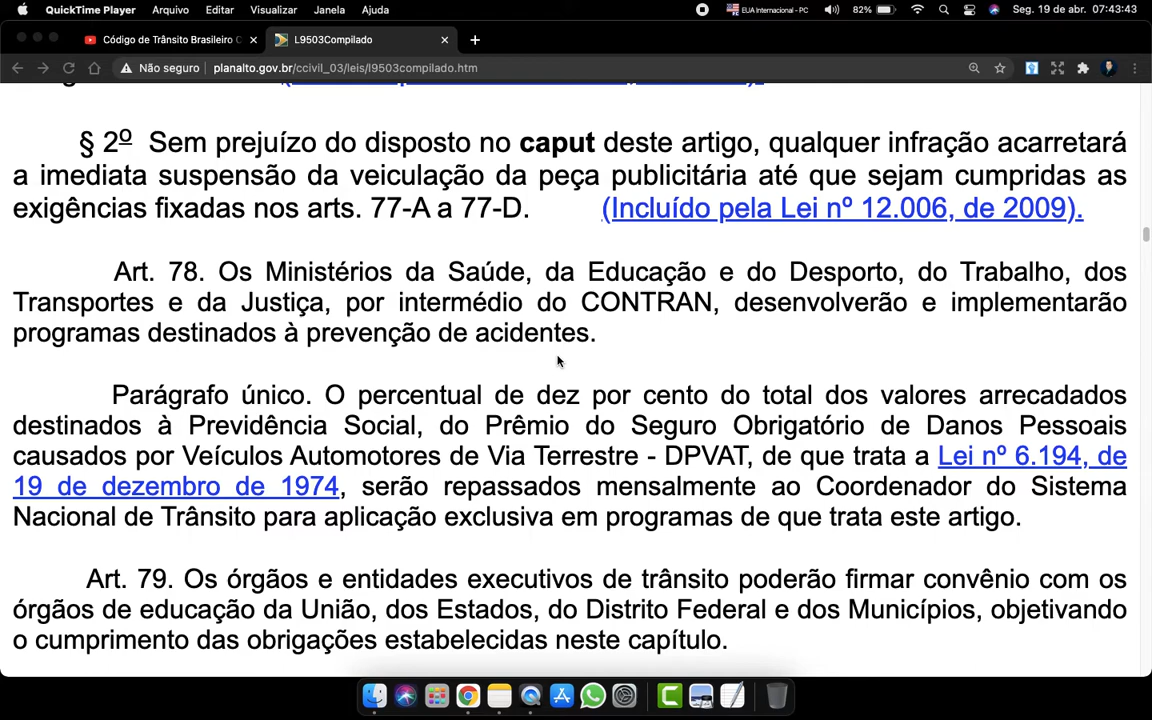 QuickTime Player Arquivo Editar Visualizar Janela Ajuda EUA Internacional - PC 82% Seg. 19 de abr. 07:43:43
Código de Trânsito Brasileiro L9503Compilado
Não seguro planalto.gov.br/ccivil_03/leis/l9503compilado.htm
§ 2º Sem prejuízo do disposto no caput deste artigo, qualquer infração acarretará
a imediata suspensão da veiculação da peça publicitária até que sejam cumpridas as
exigências fixadas nos arts. 77-A a 77-D. (Incluído pela Lei nº 12.006, de 2009).
Art. 78. Os Ministérios da Saúde, da Educação e do Desporto, do Trabalho, dos
Transportes e da Justiça, por intermédio do CONTRAN, desenvolverão e implementarão
programas destinados à prevenção de acidentes.
Parágrafo único. O percentual de dez por cento do total dos valores arrecadados
destinados à Previdência Social, do Prêmio do Seguro Obrigatório de Danos Pessoais
causados por Veículos Automotores de Via Terrestre - DPVAT, de que trata a Lei nº 6.194, de
19 de dezembro de 1974, serão repassados mensalmente ao Coordenador do Sistema
Nacional de Trânsito para aplicação exclusiva em programas de que trata este artigo.
Art. 79. Os órgãos e entidades executivos de trânsito poderão firmar convênio com os
órgãos de educação da União, dos Estados, do Distrito Federal e dos Municípios, objetivando
o cumprimento das obrigações estabelecidas neste capítulo.